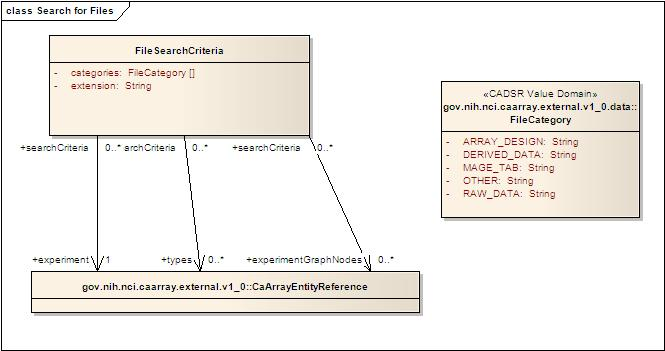 class Search for Files
FileSearchCriteria
- categories: FileCategory []
- extension: String
«CADSR Value Domain»
gov.nih.nci.caarray.external.v1_0.data::
FileCategory
- ARRAY_DESIGN: String
- DERIVED_DATA: String
- MAGE_TAB: String
- OTHER: String
- RAW_DATA: String
+searchCriteria 0..* archCriteria 0..* +searchCriteria 0..*
+experiment 1 +types 0..* +experimentGraphNodes 0..*
gov.nih.nci.caarray.external.v1_0::CaArrayEntityReference